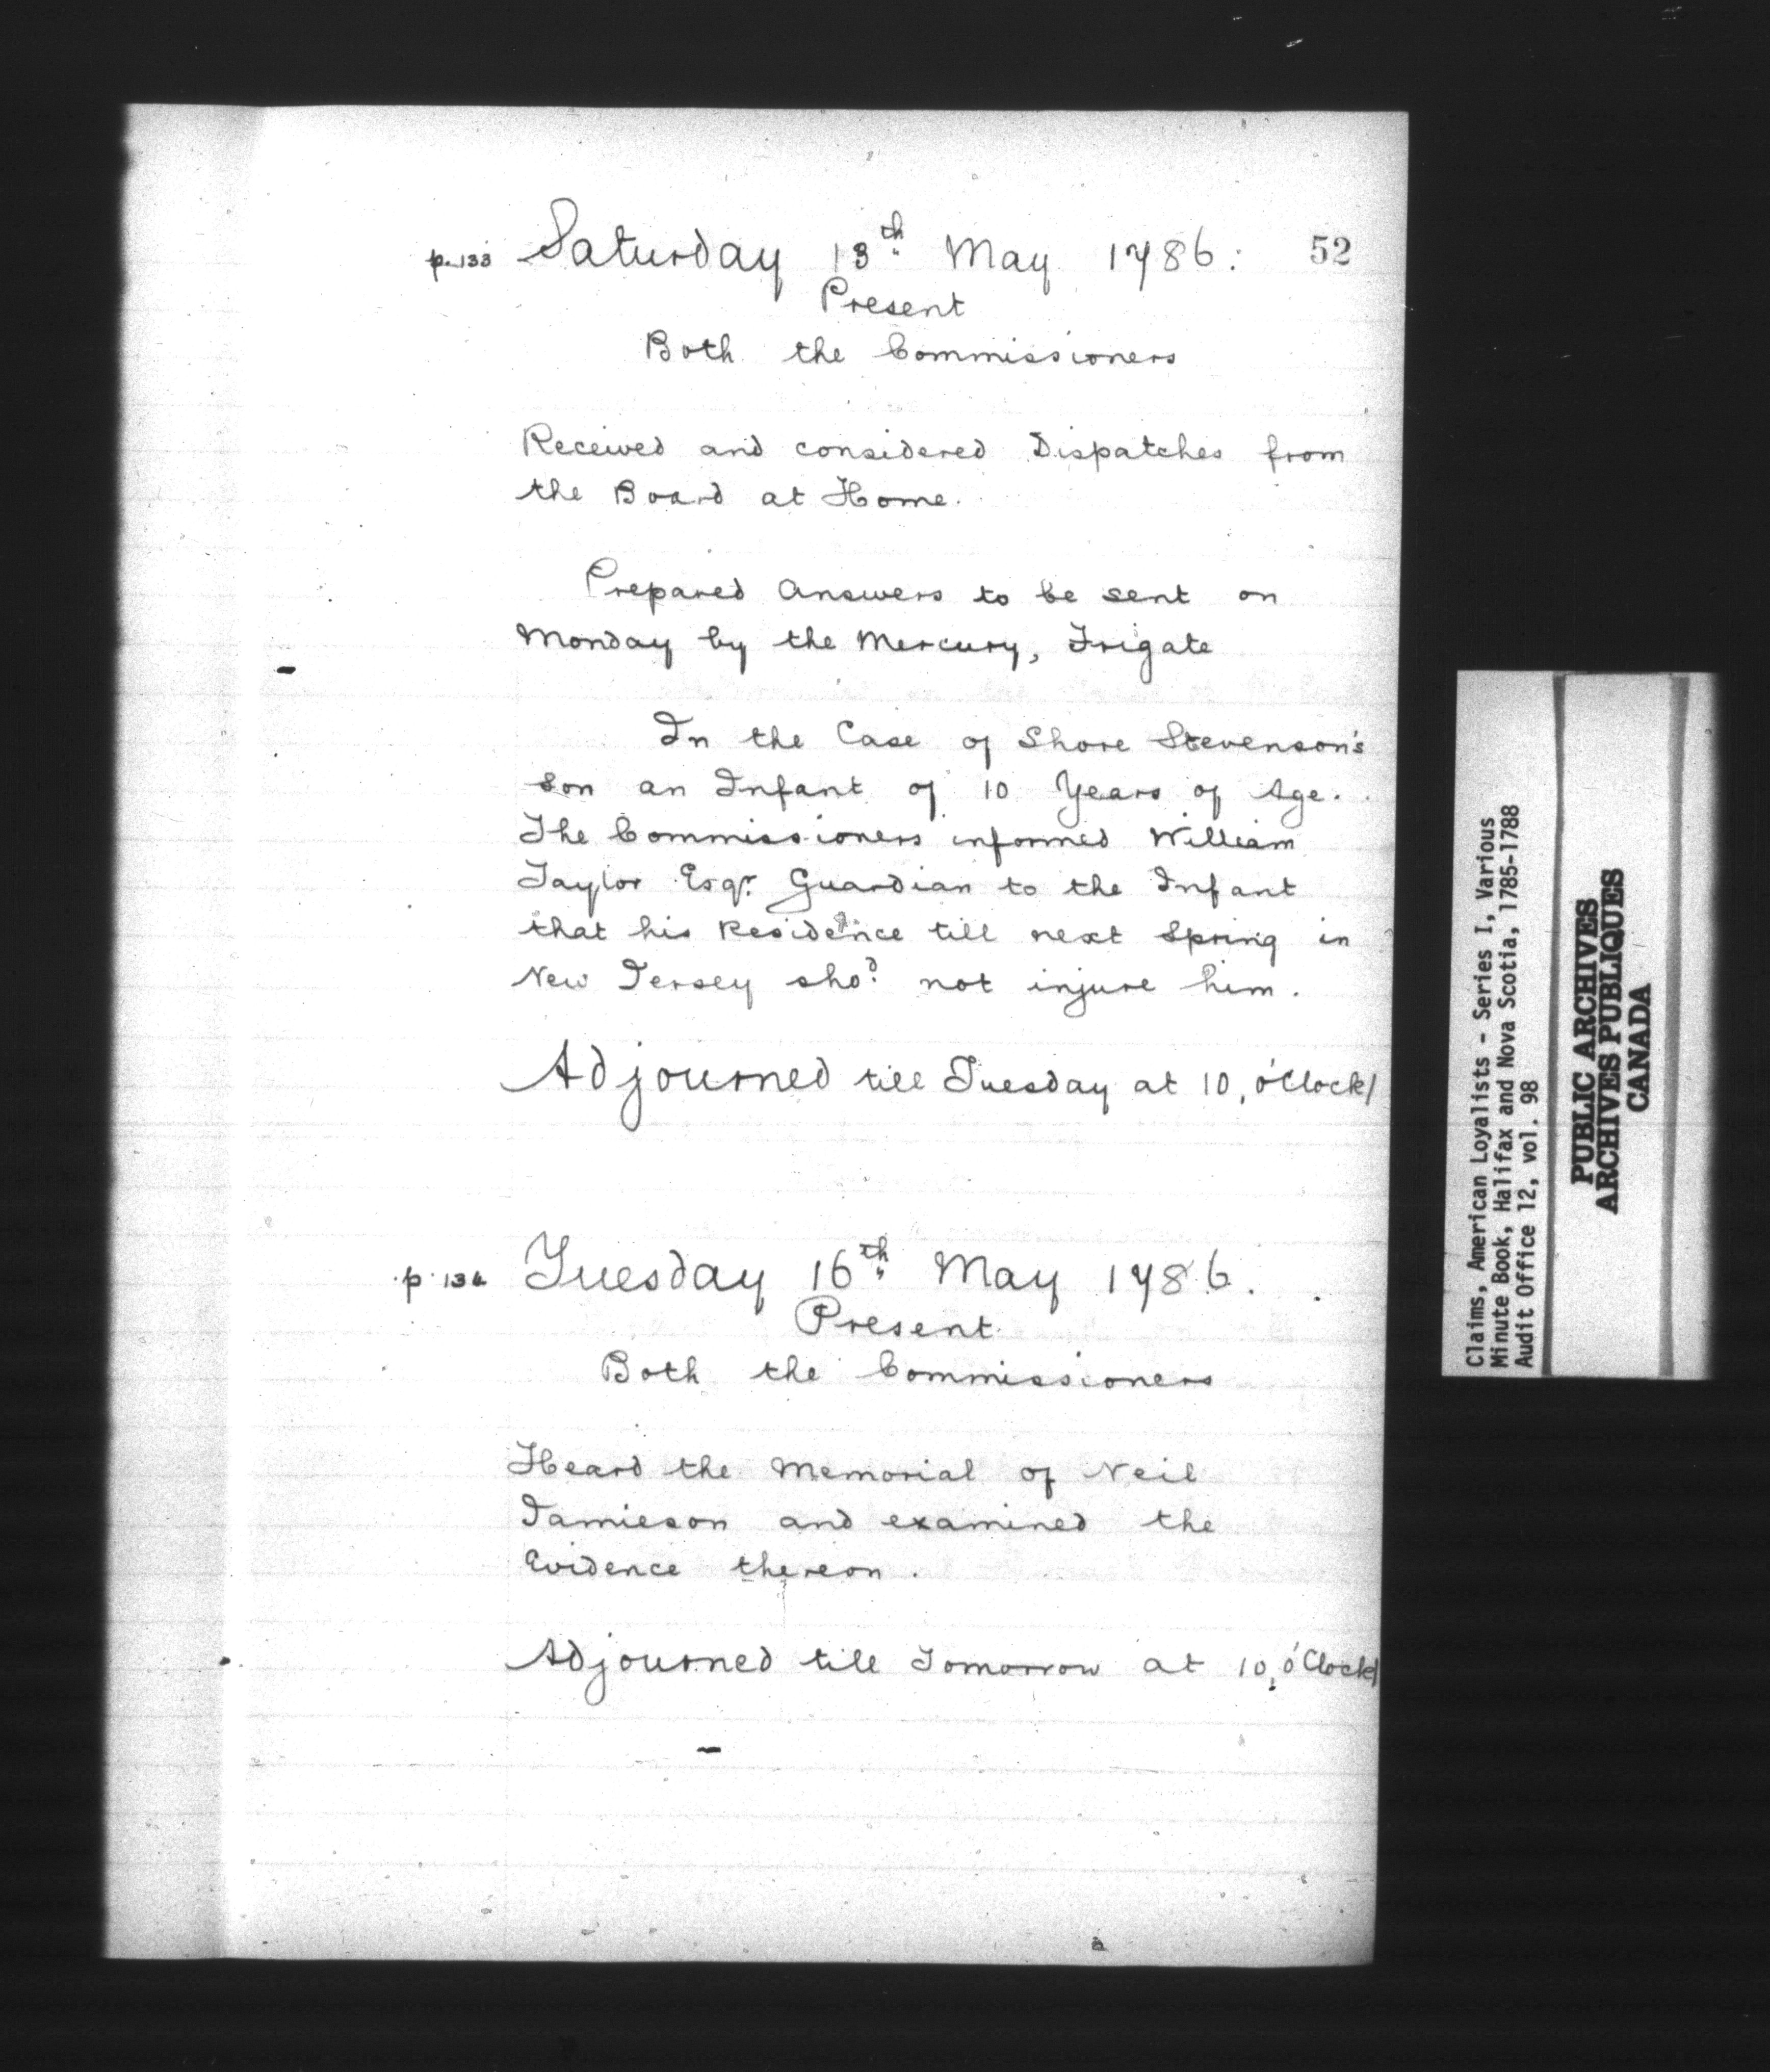 52
p. 133 Saturday 13th May 1786:
Present
Both the Commissioners
Received and considered Dispatches from
the Board at Home.
Prepared Answers to be sent on
Monday by the Mercury, Frigate
In the Case of Shore Stevenson's
son an Infant of 10 Years of Age.
The Commissioners informed William
Taylor Esqr. Guardian to the Infant
that his Residence till next Spring in
New Jersey shod. not injure him.
Adjourned till Tuesday at 10, o'Clock/
p. 134 Tuesday 16th May 1786.
Present
Both the Commissioners
Heard the Memorial of Neil
Jamieson and examined the
Evidence thereon.
Adjourned till Tomorrow at 10, o'Clock/
Claims, American Loyalists - Series I, Various
Minute Book, Halifax and Nova Scotia, 1785-1788
Audit Office 12, vol. 98
PUBLIC ARCHIVES
ARCHIVES PUBLIQUES
CANADA